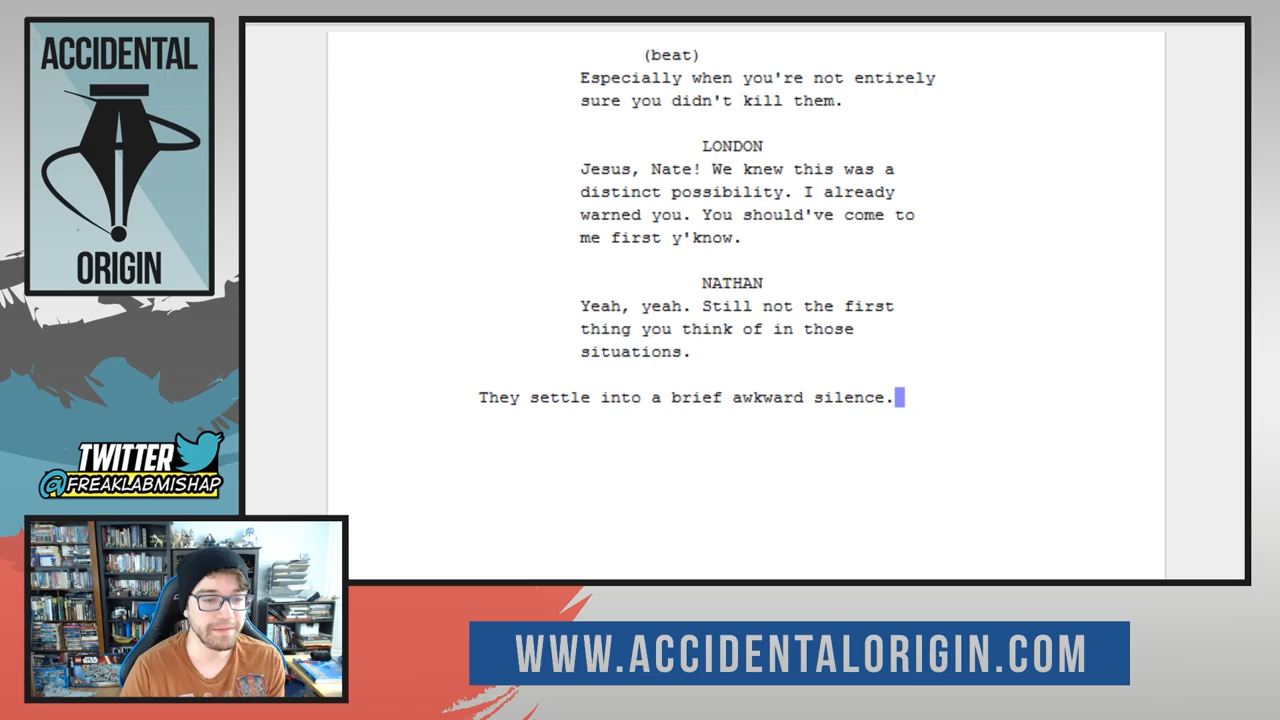 ACCIDENTAL
ORIGIN
(beat)
Especially when you're not entirely
sure you didn't kill them.
LONDON
Jesus, Nate! We knew this was a
distinct possibility. I already
warned you. You should've come to
me first y'know.
NATHAN
Yeah, yeah. Still not the first
thing you think of in those
situations.
They settle into a brief awkward silence.
TWITTER
@FREAKLABMISHAP
WWW.ACCIDENTALORIGIN.COM